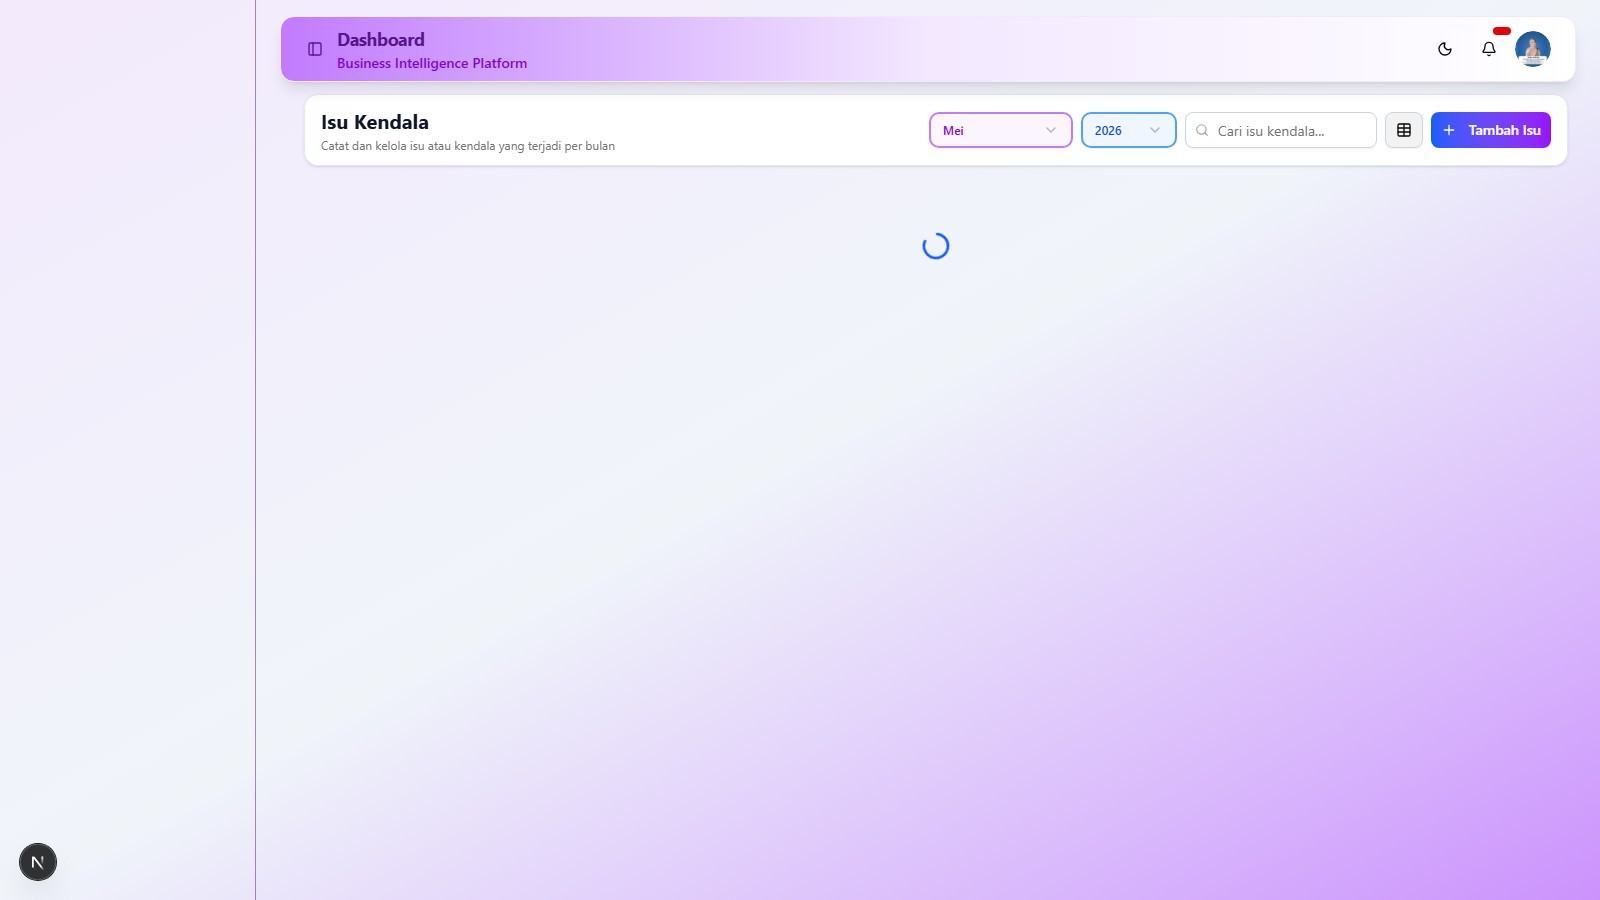 Dashboard
Business Intelligence Platform
Isu Kendala
Catat dan kelola isu atau kendala yang terjadi per bulan
Mei
2026
Cari isu kendala...
Tambah Isu
N